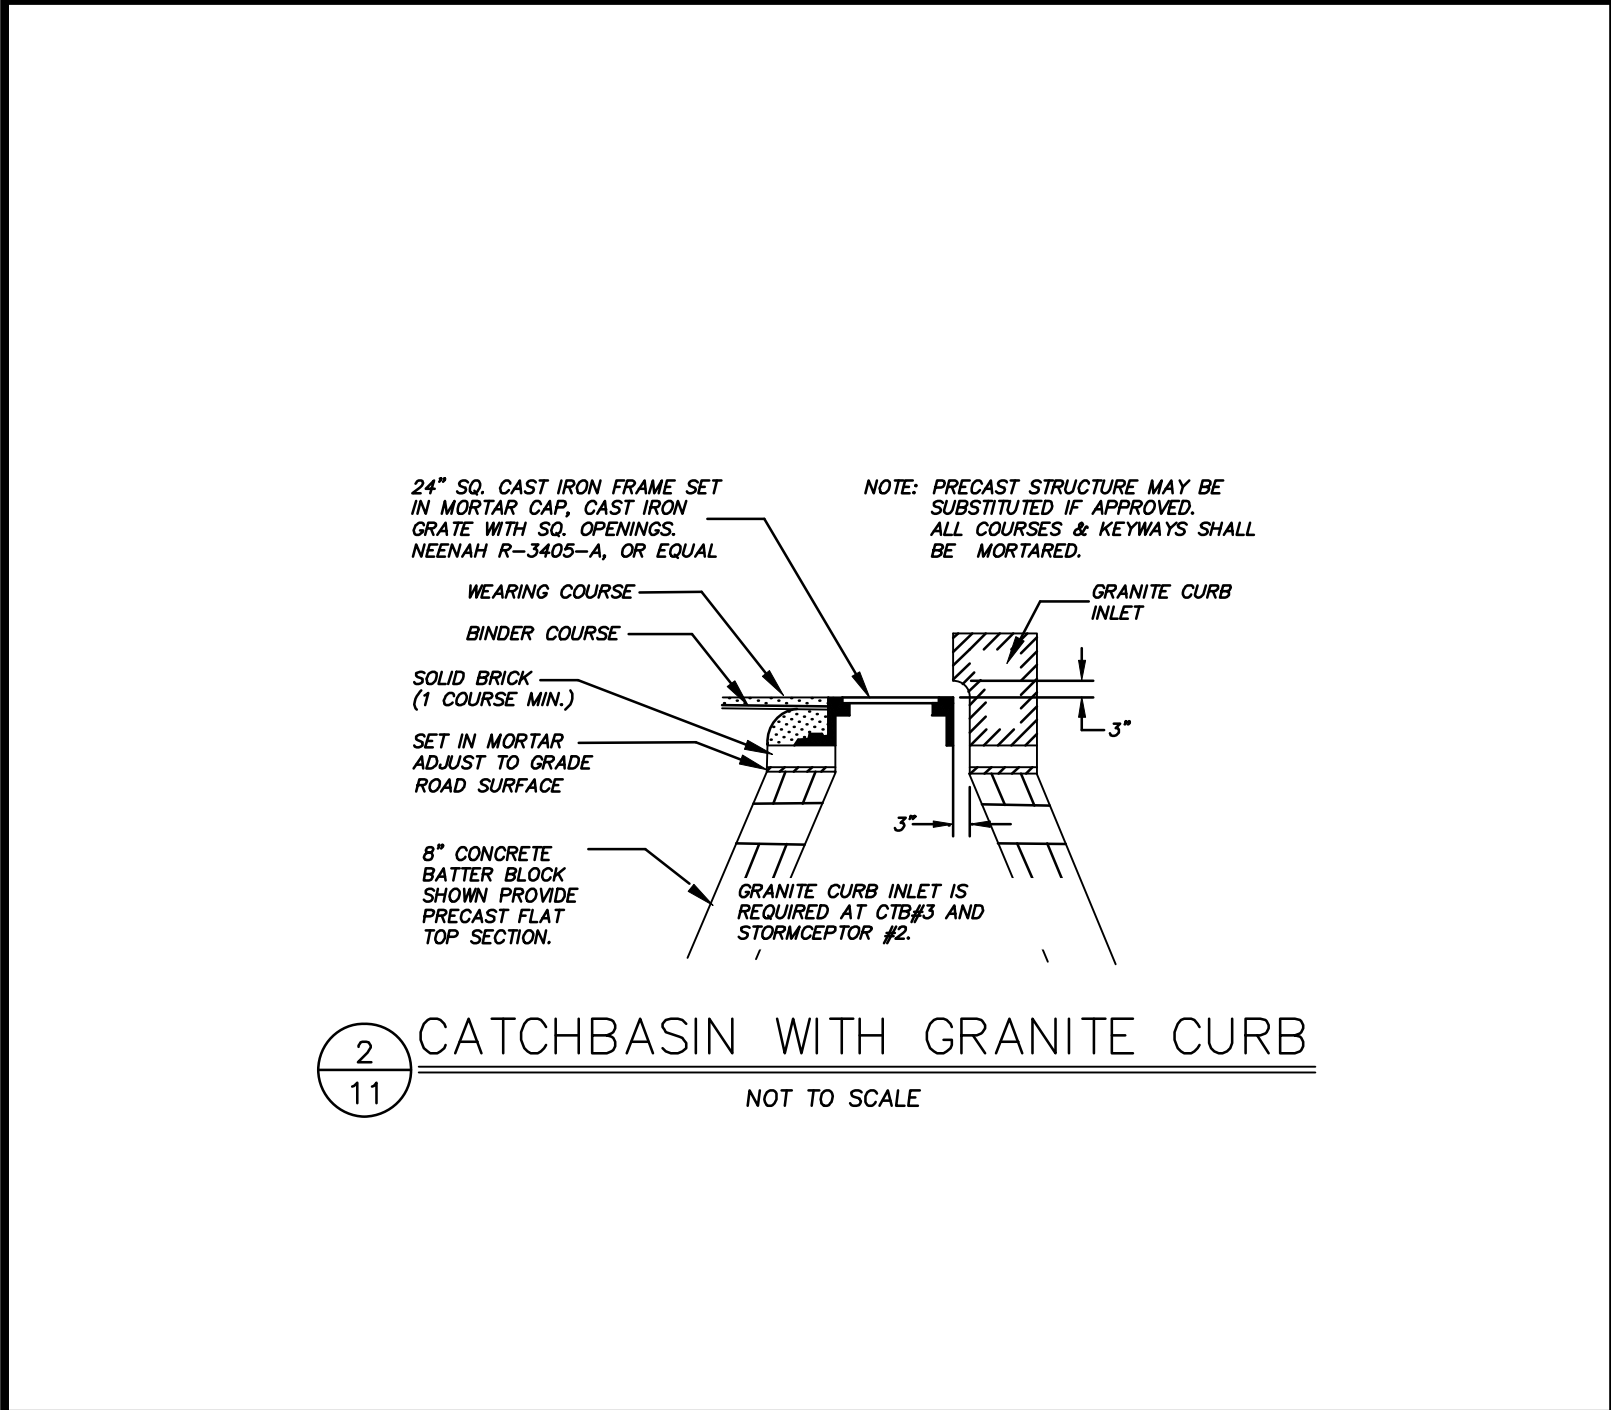 24" SQ. CAST IRON FRAME SET
IN MORTAR CAP, CAST IRON
GRATE WITH SQ. OPENINGS.
NEENAH R-3405-A, OR EQUAL
NOTE: PRECAST STRUCTURE MAY BE
SUBSTITUTED IF APPROVED.
ALL COURSES & KEYWAYS SHALL
BE MORTARED.
WEARING COURSE
BINDER COURSE
GRANITE CURB
INLET
SOLID BRICK
(1 COURSE MIN.)
3"
SET IN MORTAR
ADJUST TO GRADE
ROAD SURFACE
3"
8" CONCRETE
BATTER BLOCK
SHOWN PROVIDE
PRECAST FLAT
TOP SECTION.
GRANITE CURB INLET IS
REQUIRED AT CTB#3 AND
STORMCEPTOR #2.
2
11
CATCHBASIN WITH GRANITE CURB
NOT TO SCALE